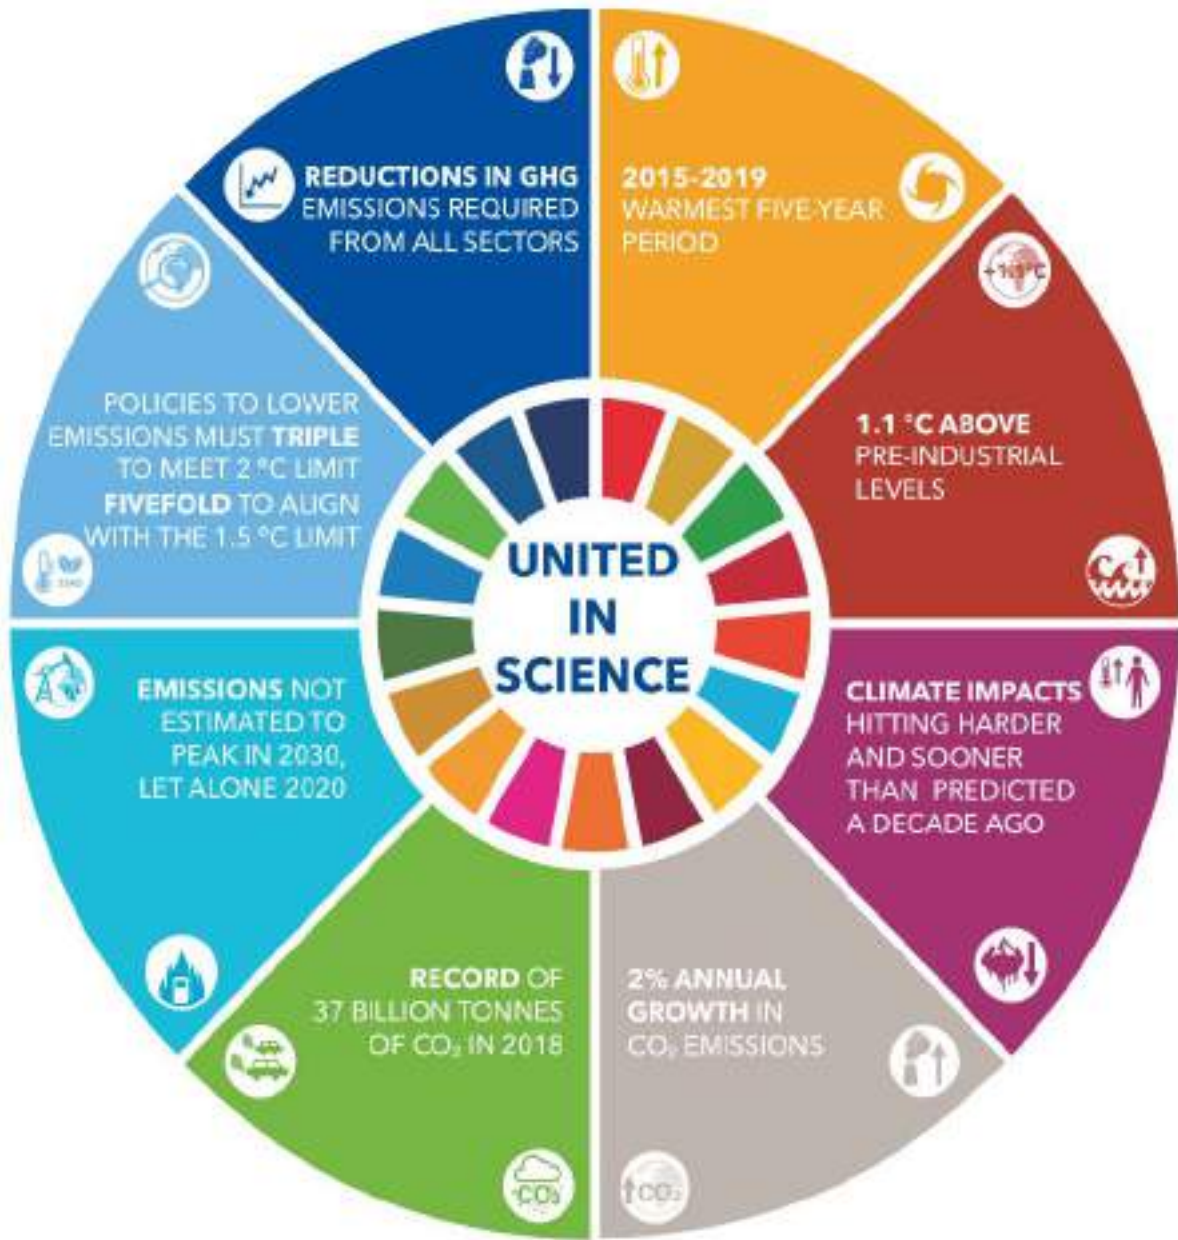 REDUCTIONS IN GHG
EMISSIONS REQUIRED
FROM ALL SECTORS
2015-2019
WARMEST FIVE-YEAR
PERIOD
1.1 °C ABOVE
PRE-INDUSTRIAL
LEVELS
CLIMATE IMPACTS
HITTING HARDER
AND SOONER
THAN PREDICTED
A DECADE AGO
2% ANNUAL
GROWTH IN
CO₂ EMISSIONS
CO₂
RECORD OF
37 BILLION TONNES
OF CO₂ IN 2018
CO₂
EMISSIONS NOT
ESTIMATED TO
PEAK IN 2030,
LET ALONE 2020
POLICIES TO LOWER
EMISSIONS MUST TRIPLE
TO MEET 2 °C LIMIT
FIVEFOLD TO ALIGN
WITH THE 1.5 °C LIMIT
UNITED
IN
SCIENCE